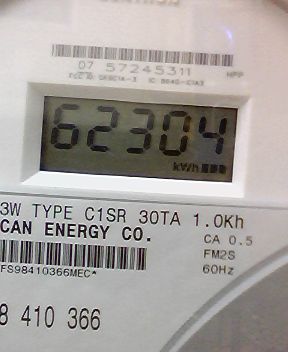 07 57245311 NPP
62304
kWh
3W TYPE C1SR 30TA 1.0Kh
CAN ENERGY CO. CA 0.5
FM2S
FS98410366MEC* 60Hz
8 410 366